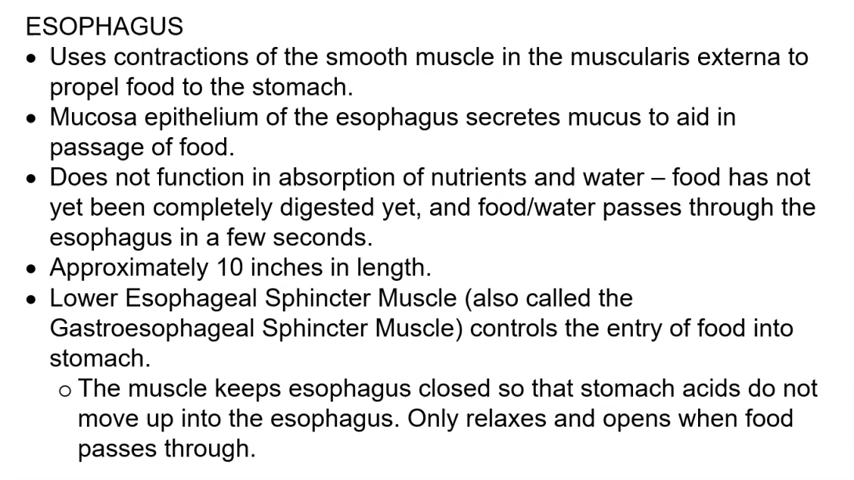 ESOPHAGUS
• Uses contractions of the smooth muscle in the muscularis externa to
propel food to the stomach.
• Mucosa epithelium of the esophagus secretes mucus to aid in
passage of food.
• Does not function in absorption of nutrients and water – food has not
yet been completely digested yet, and food/water passes through the
esophagus in a few seconds.
• Approximately 10 inches in length.
• Lower Esophageal Sphincter Muscle (also called the
Gastroesophageal Sphincter Muscle) controls the entry of food into
stomach.
o The muscle keeps esophagus closed so that stomach acids do not
move up into the esophagus. Only relaxes and opens when food
passes through.